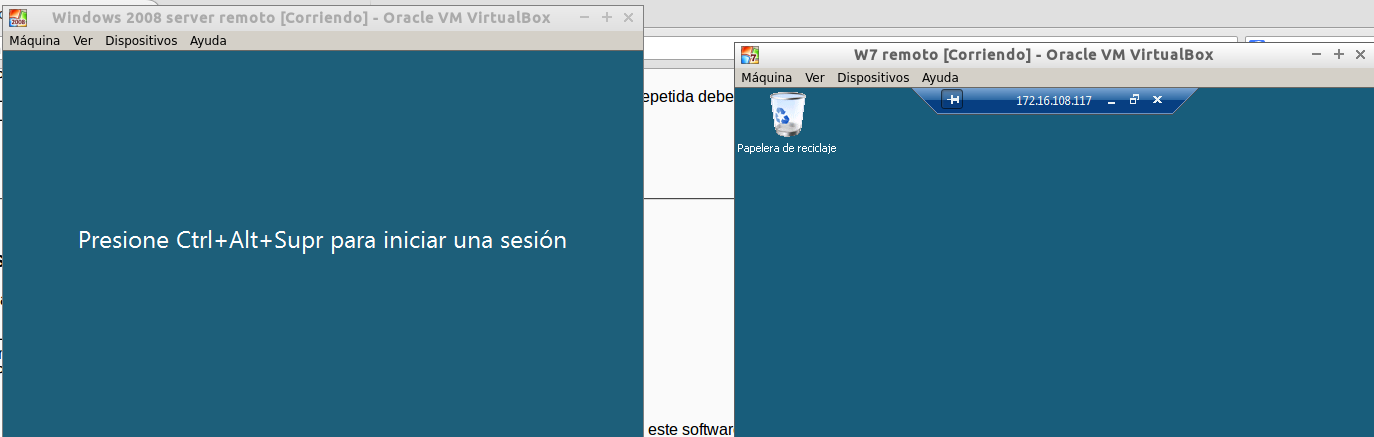 Windows 2008 server remoto [Corriendo] - Oracle VM VirtualBox
Máquina Ver Dispositivos Ayuda
Presione Ctrl+Alt+Supr para iniciar una sesión
epetida debe
este softwar
W7 remoto [Corriendo] - Oracle VM VirtualBox
Máquina Ver Dispositivos Ayuda
172.16.108.117
Papelera de reciclaje